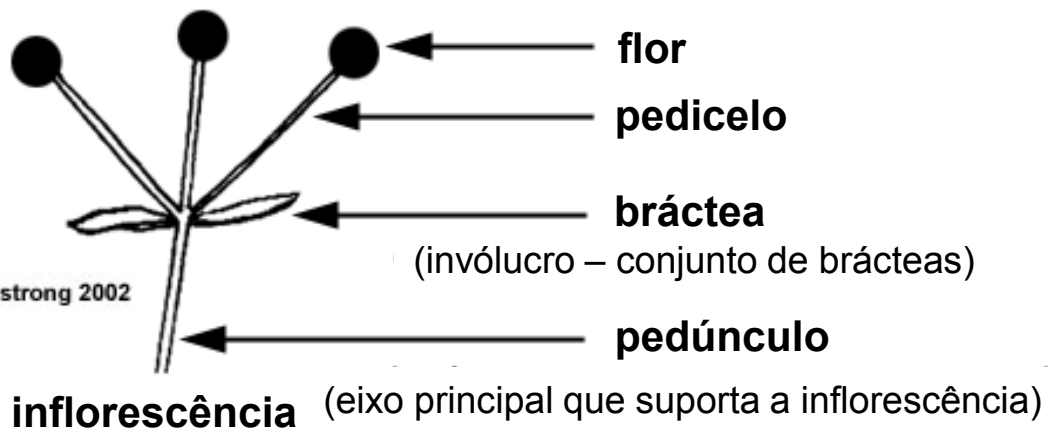 flor
pedicelo
bráctea
(invólucro – conjunto de brácteas)
strong 2002
pedúnculo
inflorescência (eixo principal que suporta a inflorescência)